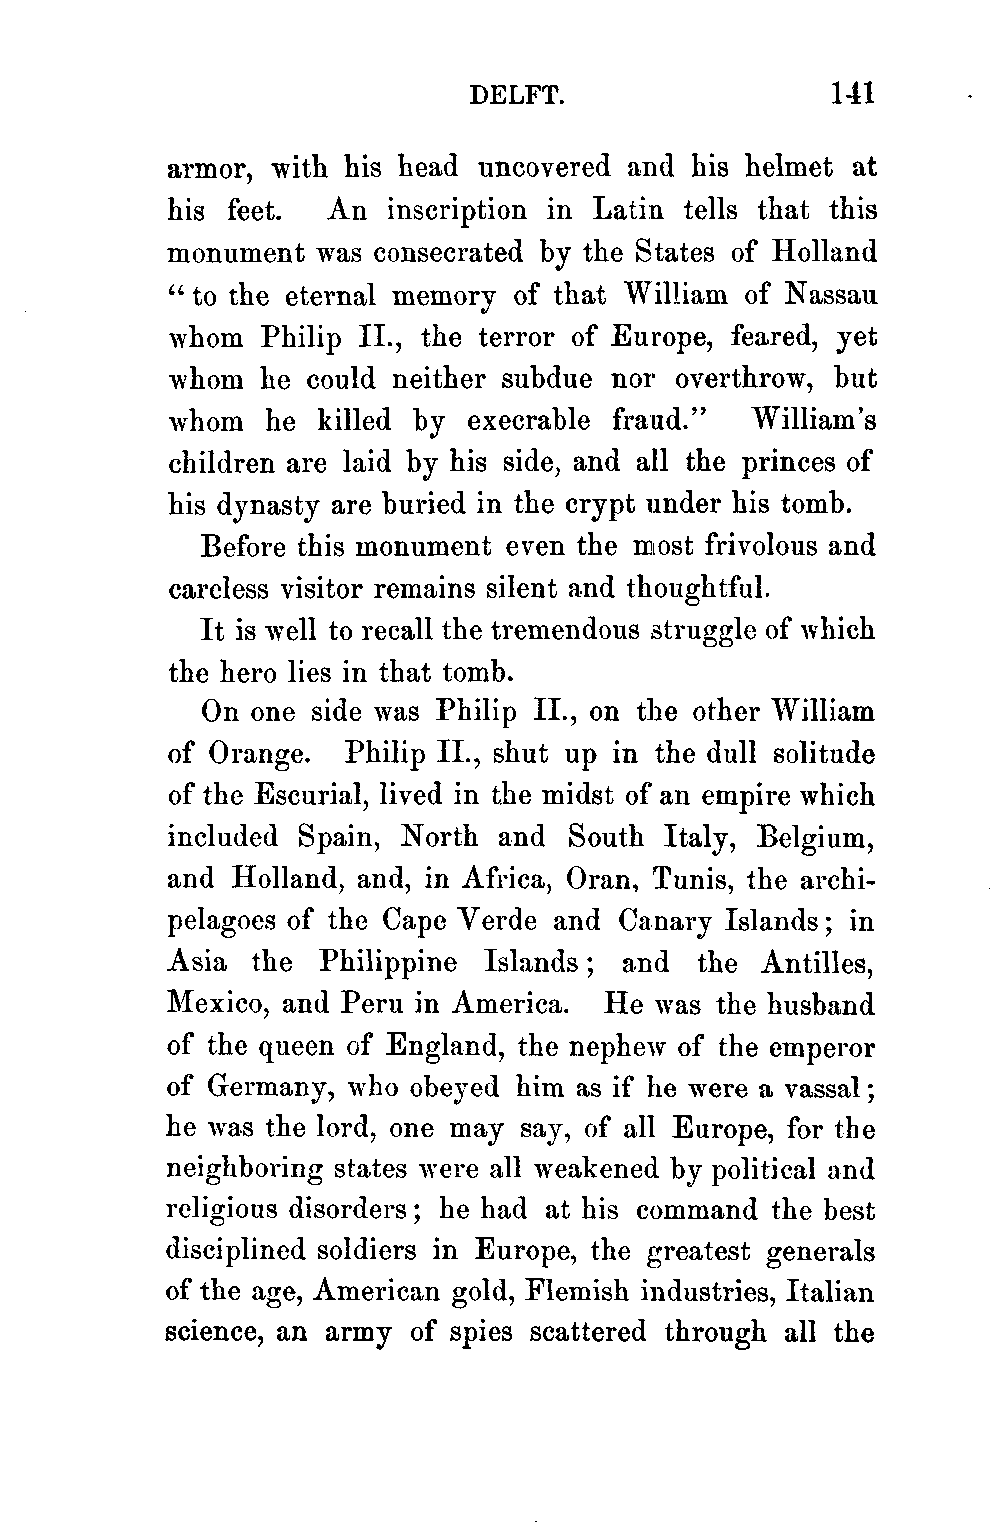 DELFT. 141
armor, with his head uncovered and his helmet at
his feet. An inscription in Latin tells that this
monument was consecrated by the States of Holland
“to the eternal memory of that William of Nassau
whom Philip II., the terror of Europe, feared, yet
whom he could neither subdue nor overthrow, but
whom he killed by execrable fraud.” William's
children are laid by his side, and all the princes of
his dynasty are buried in the crypt under his tomb.
Before this monument even the most frivolous and
careless visitor remains silent and thoughtful.
It is well to recall the tremendous struggle of which
the hero lies in that tomb.
On one side was Philip II., on the other William
of Orange. Philip II., shut up in the dull solitude
of the Escurial, lived in the midst of an empire which
included Spain, North and South Italy, Belgium,
and Holland, and, in Africa, Oran, Tunis, the archi-
pelagoes of the Cape Verde and Canary Islands; in
Asia the Philippine Islands; and the Antilles,
Mexico, and Peru in America. He was the husband
of the queen of England, the nephew of the emperor
of Germany, who obeyed him as if he were a vassal;
he was the lord, one may say, of all Europe, for the
neighboring states were all weakened by political and
religious disorders; he had at his command the best
disciplined soldiers in Europe, the greatest generals
of the age, American gold, Flemish industries, Italian
science, an army of spies scattered through all the